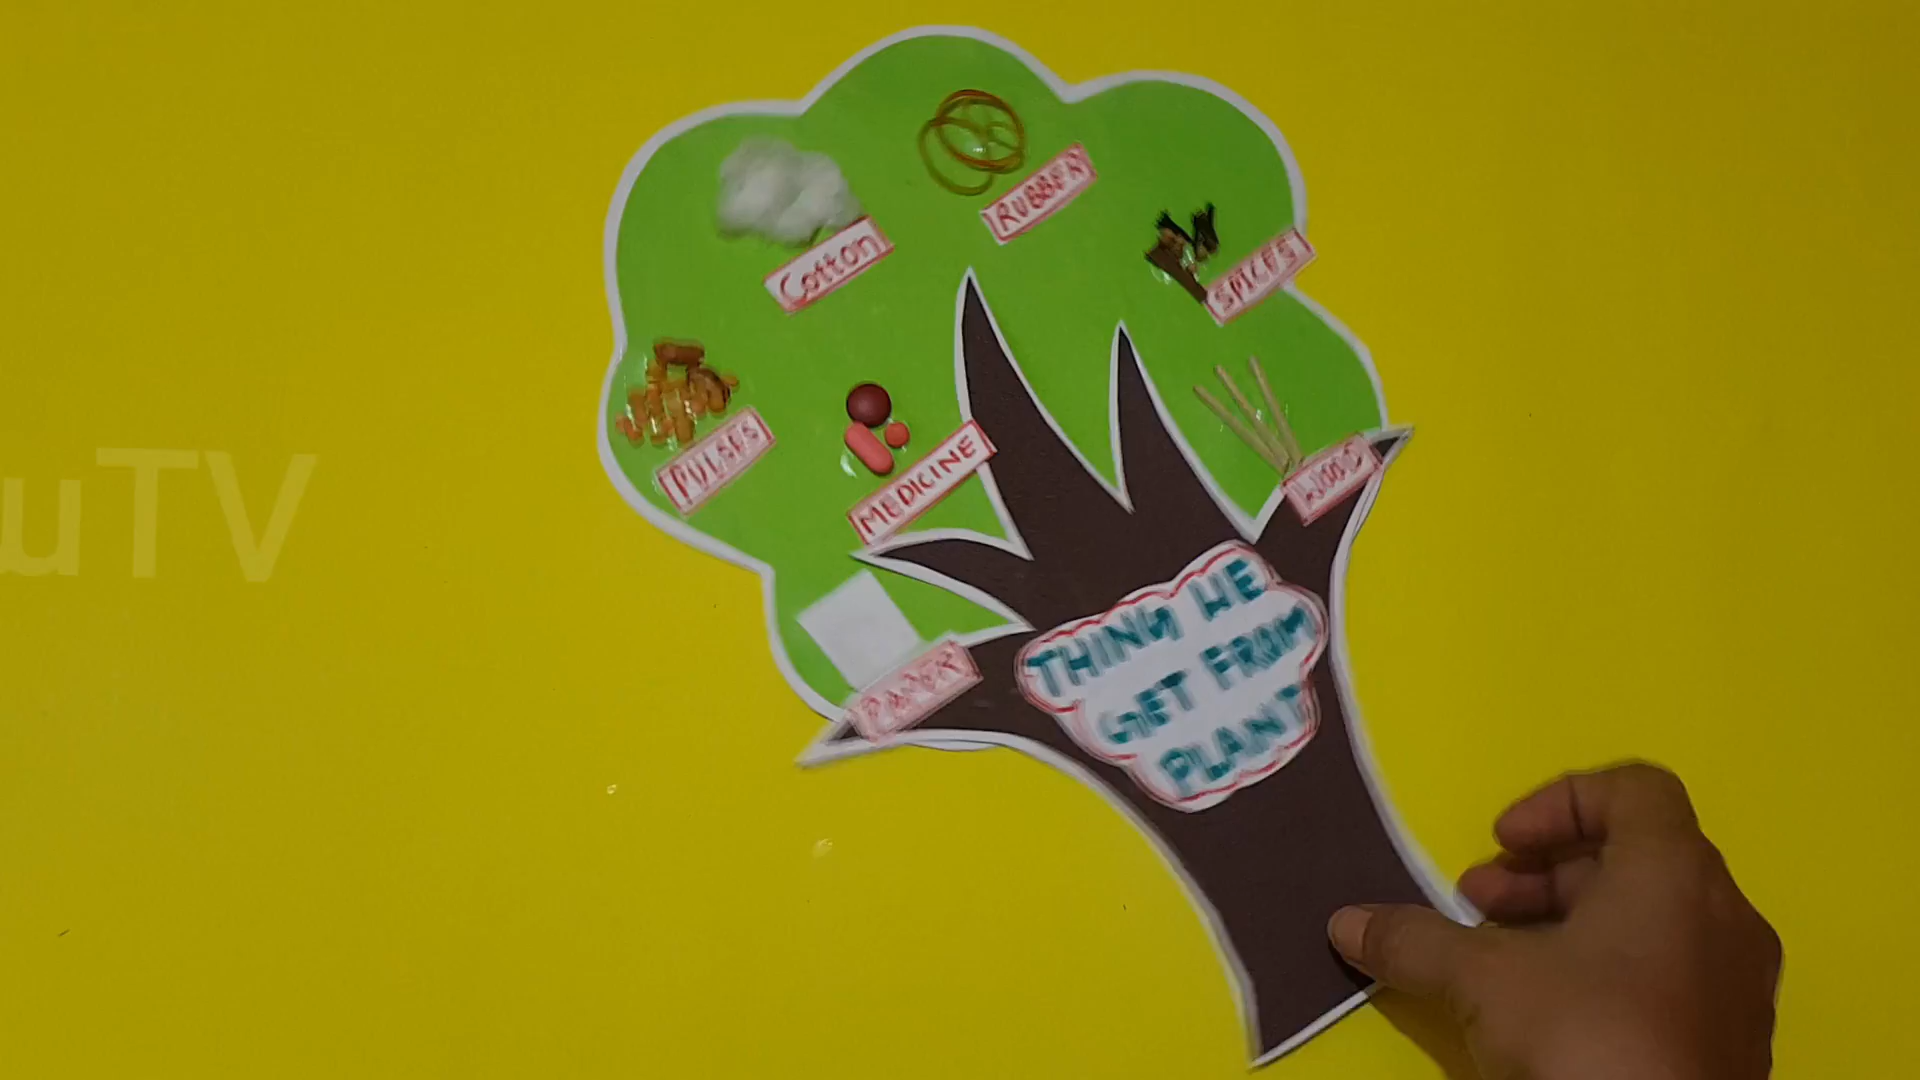 RUBBER
Cotton
SPICES
PULSES
MEDICINE
WOOD
PAPER
THING WE
GET FROM
PLANT
uTV